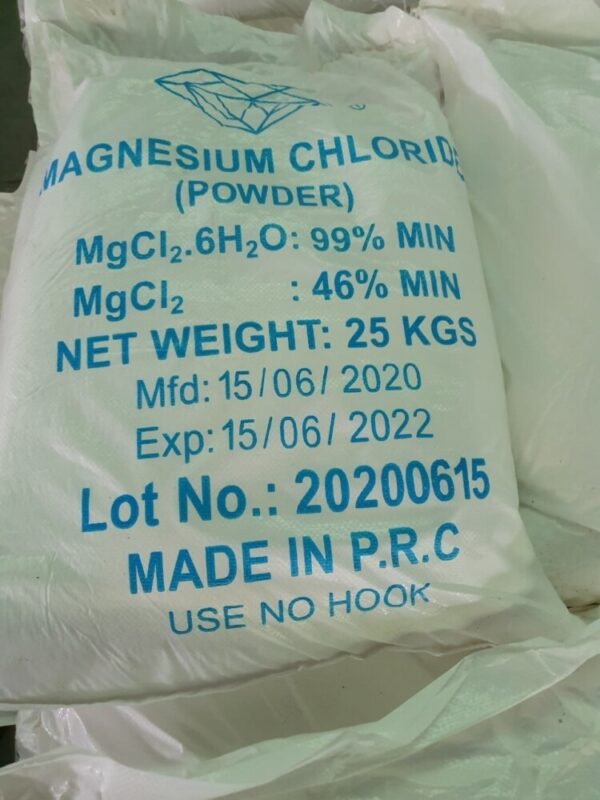 MAGNESIUM CHLORIDE
(POWDER)
MgCl₂.6H₂O: 99% MIN
MgCl₂ : 46% MIN
NET WEIGHT: 25 KGS
Mfd: 15/06/ 2020
Exp: 15/06/ 2022
Lot No.: 20200615
MADE IN P.R.C
USE NO HOOK